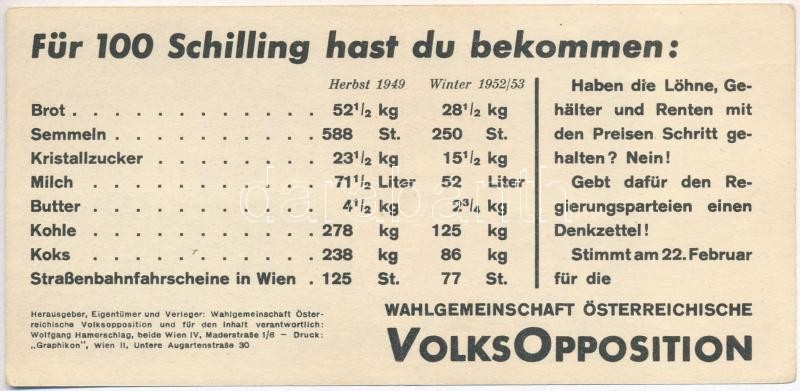 Für 100 Schilling hast du bekommen:
Herbst 1949 Winter 1952/53
Brot . . . . . . . . . . . . 52¹/₂ kg 28¹/₂ kg
Semmeln . . . . . . . . . . 588 St. 250 St.
Kristallzucker . . . . . . . . 23¹/₂ kg 15¹/₂ kg
Milch . . . . . . . . . . . . 71¹/₂ Liter 52 Liter
Butter . . . . . . . . . . . . 4¹/₂ kg 2³/₄ kg
Kohle . . . . . . . . . . . . 278 kg 125 kg
Koks . . . . . . . . . . . . 238 kg 86 kg
Straßenbahnfahrscheine in Wien . 125 St. 77 St.
Haben die Löhne, Ge-
hälter und Renten mit
den Preisen Schritt ge-
halten? Nein!
Gebt dafür den Re-
gierungsparteien einen
Denkzettel!
Stimmt am 22. Februar
für die
WAHLGEMEINSCHAFT ÖSTERREICHISCHE
VOLKSOPPOSITION
Herausgeber, Eigentümer und Verleger: Wahlgemeinschaft Öster-
reichische Volksopposition und für den Inhalt verantwortlich:
Wolfgang Hamerschlag, beide Wien IV, Maderstraße 1/6 — Druck:
„Graphikon", Wien II, Untere Augartenstraße 30
darabanth